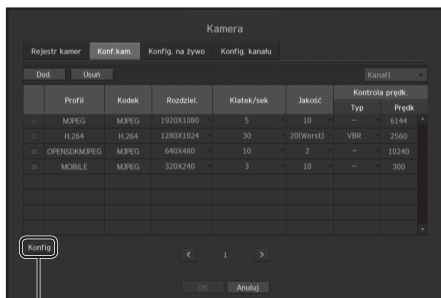 Kamera
Rejestr kamer Konf.kam. Konfig. na żywo Konfig. kanału
Dod. Usuń Kanał1
Profil Kodek Rozdziel. Klatek/sek Jakość Kontrola prędk.
Typ Prędk
MJPEG MJPEG 1920X1080 5 10 ~ 6144
H.264 H.264 1280X1024 30 20(Worst) VBR 2560
OPENSDKMJPEG MJPEG 640X480 10 2 ~ 10240
MOBILE MJPEG 320X240 3 10 ~ 300
Konfig
< 1 >
OK Anuluj